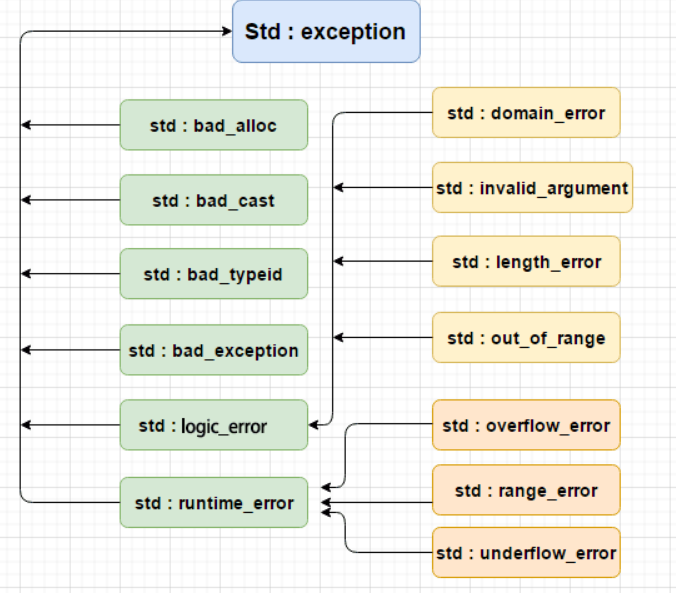 Std : exception
std : bad_alloc
std : bad_cast
std : bad_typeid
std : bad_exception
std : logic_error
std : runtime_error
std : domain_error
std : invalid_argument
std : length_error
std : out_of_range
std : overflow_error
std : range_error
std : underflow_error